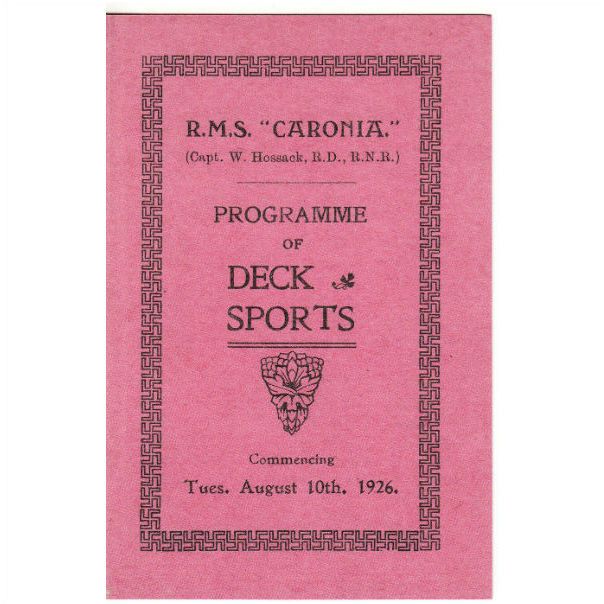 R.M.S. "CARONIA."
(Capt. W. Hossack, R.D., R.N.R.)
PROGRAMME
OF
DECK
SPORTS
Commencing
Tues. August 10th, 1926.